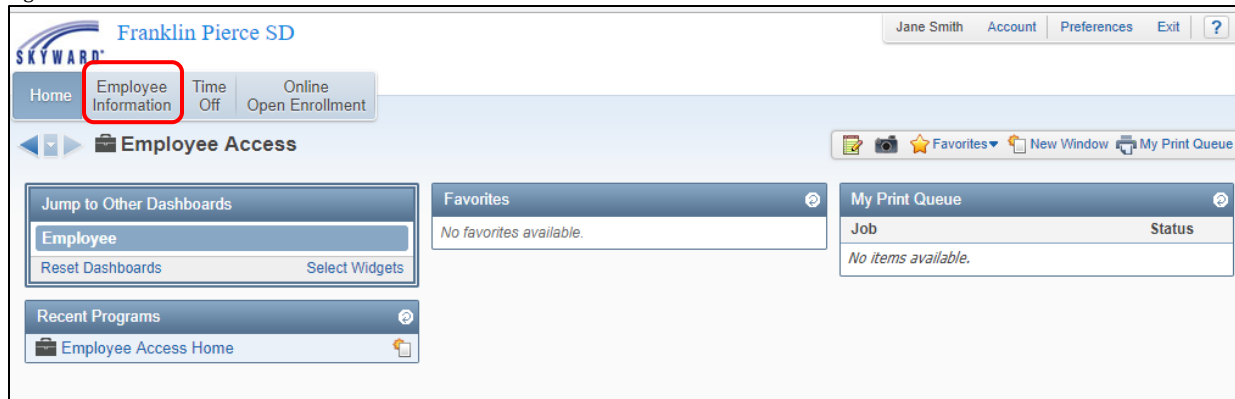 Franklin Pierce SD
SKYWARD
Jane Smith Account Preferences Exit ?
Home Employee Information Time Off Online Open Enrollment
Employee Access
Favorites New Window My Print Queue
Jump to Other Dashboards
Employee
Reset Dashboards Select Widgets
Recent Programs
Employee Access Home
Favorites
No favorites available.
My Print Queue
Job Status
No items available.